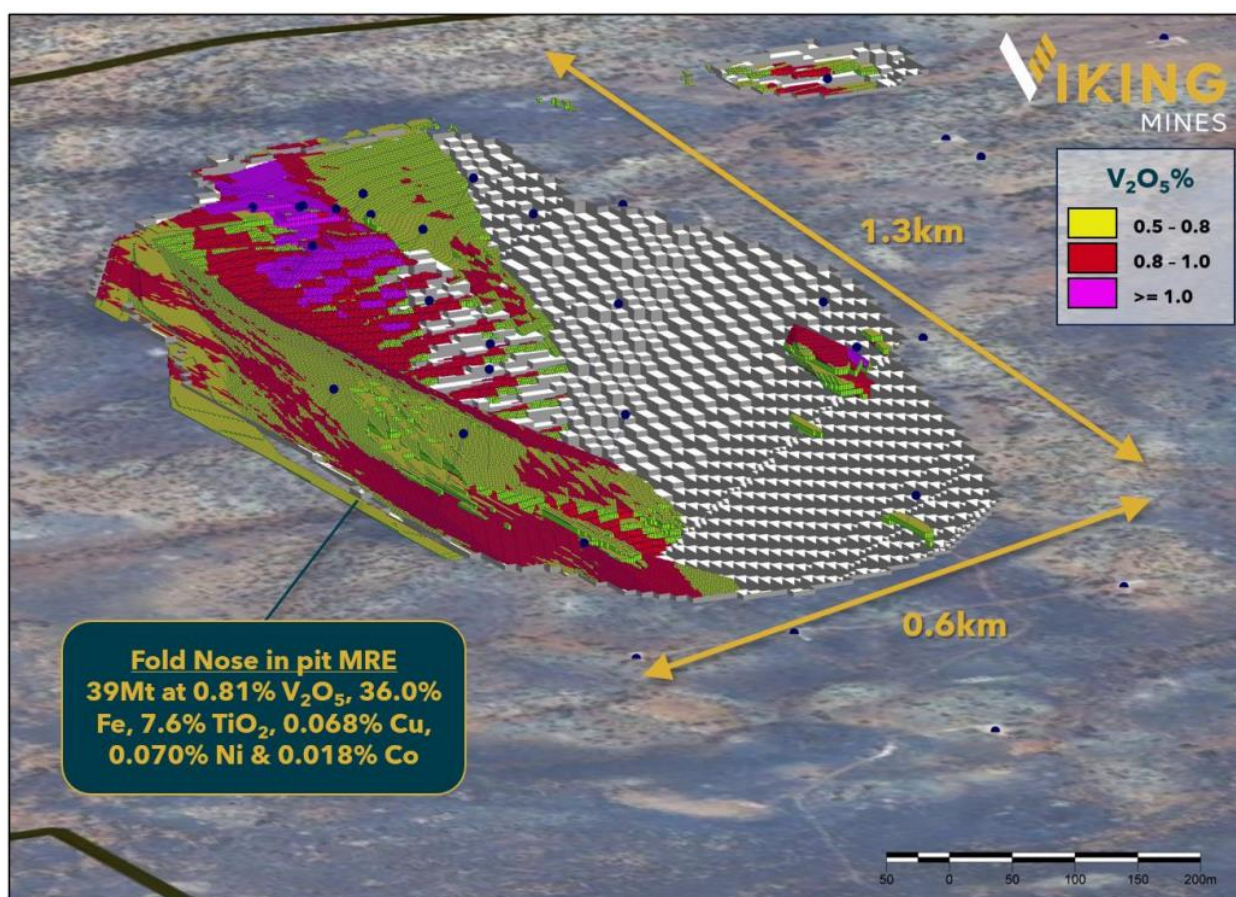 VIKING
MINES
V₂O₅%
0.5 - 0.8
0.8 - 1.0
>= 1.0
1.3km
0.6km
Fold Nose in pit MRE
39Mt at 0.81% V₂O₅, 36.0%
Fe, 7.6% TiO₂, 0.068% Cu,
0.070% Ni & 0.018% Co
50 0 50 100 150 200m